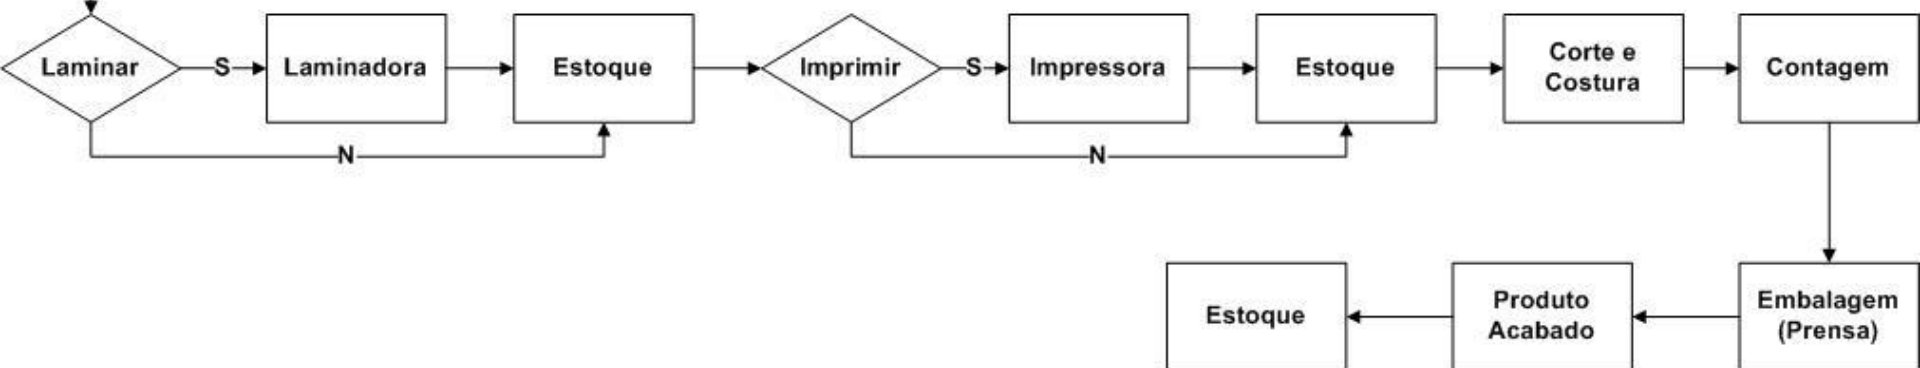 Laminar
S
Laminadora
Estoque
Imprimir
S
Impressora
Estoque
Corte e
Costura
Contagem
N
N
Estoque
Produto
Acabado
Embalagem
(Prensa)